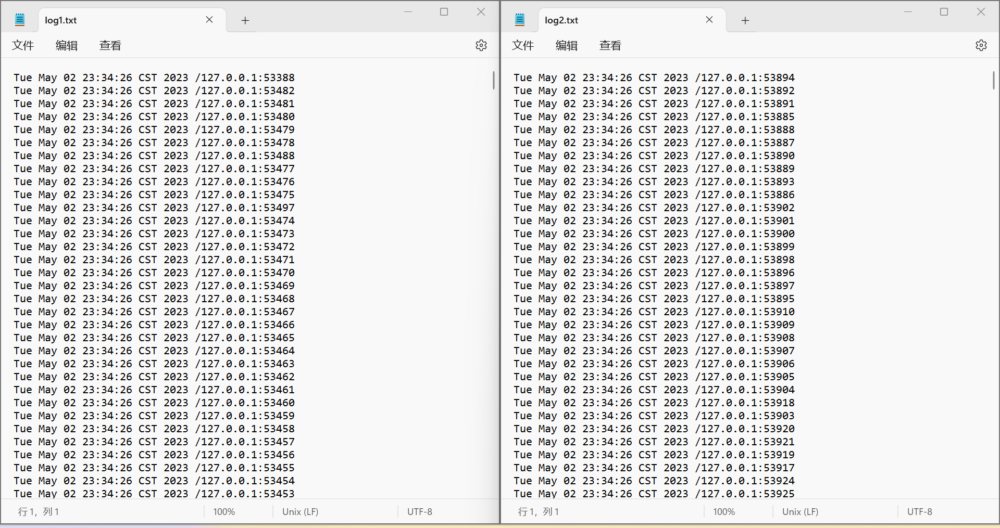 log1.txt
文件 编辑 查看
Tue May 02 23:34:26 CST 2023 /127.0.0.1:53388
Tue May 02 23:34:26 CST 2023 /127.0.0.1:53482
Tue May 02 23:34:26 CST 2023 /127.0.0.1:53481
Tue May 02 23:34:26 CST 2023 /127.0.0.1:53480
Tue May 02 23:34:26 CST 2023 /127.0.0.1:53479
Tue May 02 23:34:26 CST 2023 /127.0.0.1:53478
Tue May 02 23:34:26 CST 2023 /127.0.0.1:53488
Tue May 02 23:34:26 CST 2023 /127.0.0.1:53477
Tue May 02 23:34:26 CST 2023 /127.0.0.1:53476
Tue May 02 23:34:26 CST 2023 /127.0.0.1:53475
Tue May 02 23:34:26 CST 2023 /127.0.0.1:53497
Tue May 02 23:34:26 CST 2023 /127.0.0.1:53474
Tue May 02 23:34:26 CST 2023 /127.0.0.1:53473
Tue May 02 23:34:26 CST 2023 /127.0.0.1:53472
Tue May 02 23:34:26 CST 2023 /127.0.0.1:53471
Tue May 02 23:34:26 CST 2023 /127.0.0.1:53470
Tue May 02 23:34:26 CST 2023 /127.0.0.1:53469
Tue May 02 23:34:26 CST 2023 /127.0.0.1:53468
Tue May 02 23:34:26 CST 2023 /127.0.0.1:53467
Tue May 02 23:34:26 CST 2023 /127.0.0.1:53466
Tue May 02 23:34:26 CST 2023 /127.0.0.1:53465
Tue May 02 23:34:26 CST 2023 /127.0.0.1:53464
Tue May 02 23:34:26 CST 2023 /127.0.0.1:53463
Tue May 02 23:34:26 CST 2023 /127.0.0.1:53462
Tue May 02 23:34:26 CST 2023 /127.0.0.1:53461
Tue May 02 23:34:26 CST 2023 /127.0.0.1:53460
Tue May 02 23:34:26 CST 2023 /127.0.0.1:53459
Tue May 02 23:34:26 CST 2023 /127.0.0.1:53458
Tue May 02 23:34:26 CST 2023 /127.0.0.1:53457
Tue May 02 23:34:26 CST 2023 /127.0.0.1:53456
Tue May 02 23:34:26 CST 2023 /127.0.0.1:53455
Tue May 02 23:34:26 CST 2023 /127.0.0.1:53454
Tue May 02 23:34:26 CST 2023 /127.0.0.1:53453
行 1, 列 1 100% Unix (LF) UTF-8
log2.txt
文件 编辑 查看
Tue May 02 23:34:26 CST 2023 /127.0.0.1:53894
Tue May 02 23:34:26 CST 2023 /127.0.0.1:53892
Tue May 02 23:34:26 CST 2023 /127.0.0.1:53891
Tue May 02 23:34:26 CST 2023 /127.0.0.1:53885
Tue May 02 23:34:26 CST 2023 /127.0.0.1:53888
Tue May 02 23:34:26 CST 2023 /127.0.0.1:53887
Tue May 02 23:34:26 CST 2023 /127.0.0.1:53890
Tue May 02 23:34:26 CST 2023 /127.0.0.1:53889
Tue May 02 23:34:26 CST 2023 /127.0.0.1:53893
Tue May 02 23:34:26 CST 2023 /127.0.0.1:53886
Tue May 02 23:34:26 CST 2023 /127.0.0.1:53902
Tue May 02 23:34:26 CST 2023 /127.0.0.1:53901
Tue May 02 23:34:26 CST 2023 /127.0.0.1:53900
Tue May 02 23:34:26 CST 2023 /127.0.0.1:53899
Tue May 02 23:34:26 CST 2023 /127.0.0.1:53898
Tue May 02 23:34:26 CST 2023 /127.0.0.1:53896
Tue May 02 23:34:26 CST 2023 /127.0.0.1:53897
Tue May 02 23:34:26 CST 2023 /127.0.0.1:53895
Tue May 02 23:34:26 CST 2023 /127.0.0.1:53910
Tue May 02 23:34:26 CST 2023 /127.0.0.1:53909
Tue May 02 23:34:26 CST 2023 /127.0.0.1:53908
Tue May 02 23:34:26 CST 2023 /127.0.0.1:53907
Tue May 02 23:34:26 CST 2023 /127.0.0.1:53906
Tue May 02 23:34:26 CST 2023 /127.0.0.1:53905
Tue May 02 23:34:26 CST 2023 /127.0.0.1:53904
Tue May 02 23:34:26 CST 2023 /127.0.0.1:53918
Tue May 02 23:34:26 CST 2023 /127.0.0.1:53903
Tue May 02 23:34:26 CST 2023 /127.0.0.1:53920
Tue May 02 23:34:26 CST 2023 /127.0.0.1:53921
Tue May 02 23:34:26 CST 2023 /127.0.0.1:53919
Tue May 02 23:34:26 CST 2023 /127.0.0.1:53917
Tue May 02 23:34:26 CST 2023 /127.0.0.1:53924
Tue May 02 23:34:26 CST 2023 /127.0.0.1:53925
行 1, 列 1 100% Unix (LF) UTF-8